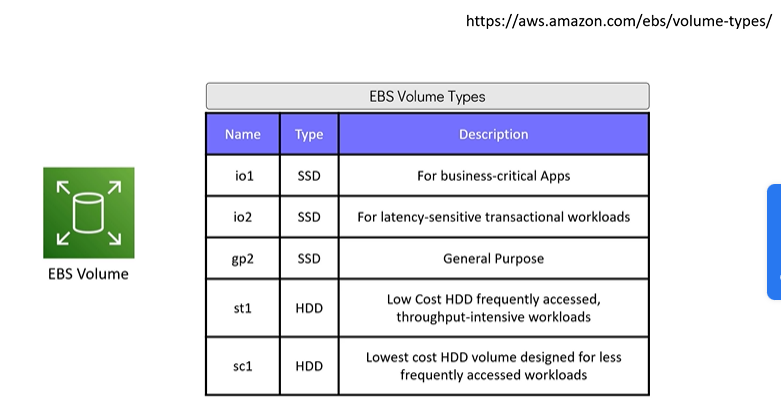 https://aws.amazon.com/ebs/volume-types/
EBS Volume Types
Name Type Description
io1 SSD For business-critical Apps
io2 SSD For latency-sensitive transactional workloads
gp2 SSD General Purpose
st1 HDD Low Cost HDD frequently accessed,
throughput-intensive workloads
sc1 HDD Lowest cost HDD volume designed for less
frequently accessed workloads
EBS Volume